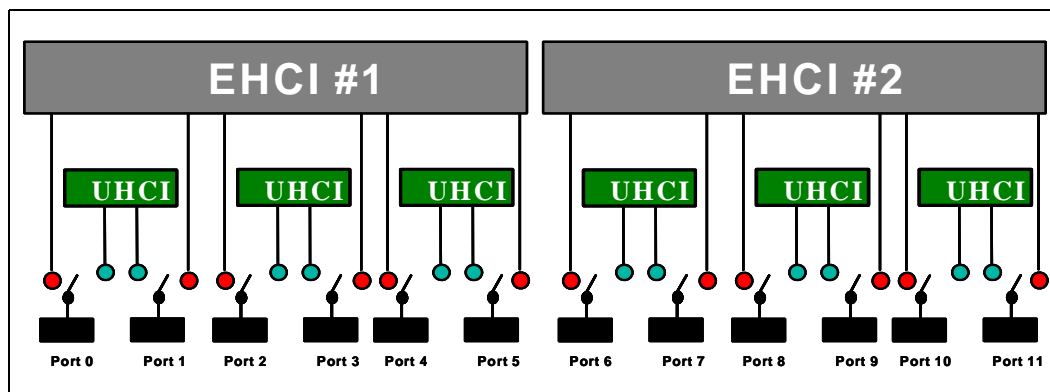 EHCI #1 EHCI #2
UHCI UHCI UHCI UHCI UHCI UHCI
Port 0 Port 1 Port 2 Port 3 Port 4 Port 5 Port 6 Port 7 Port 8 Port 9 Port 10 Port 11